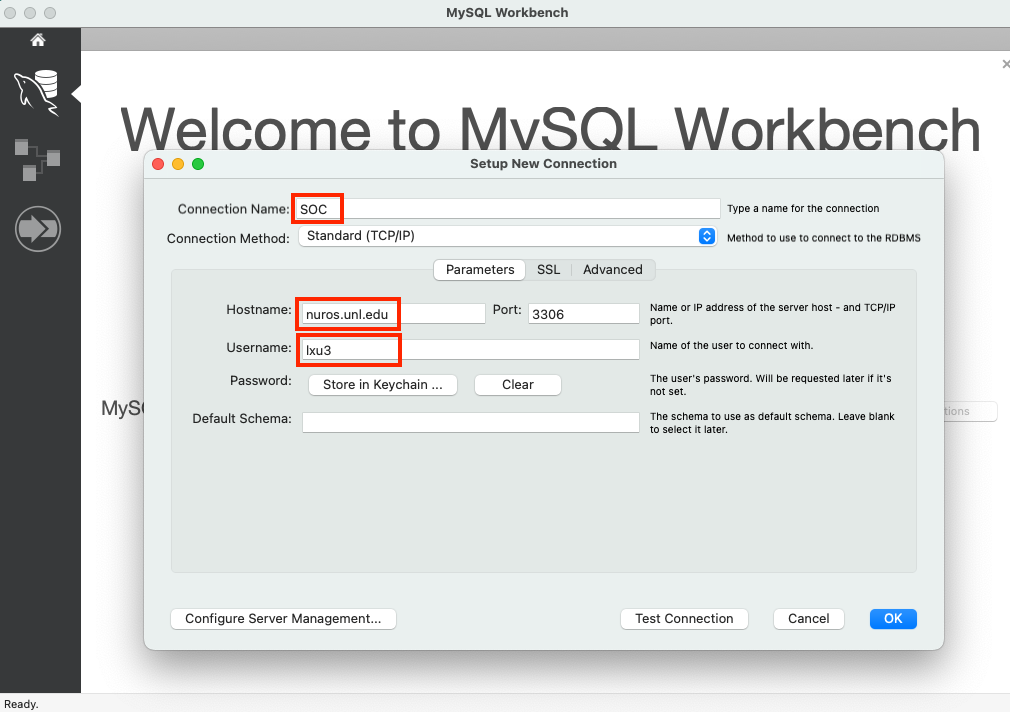 MySQL Workbench
Welcome to MySQL Workbench
Setup New Connection
Connection Name: SOC Type a name for the connection
Connection Method: Standard (TCP/IP) Method to use to connect to the RDBMS
Parameters SSL Advanced
Hostname: nuros.unl.edu Port: 3306 Name or IP address of the server host - and TCP/IP
port.
Username: lxu3 Name of the user to connect with.
Password: Store in Keychain ... Clear The user's password. Will be requested later if it's
not set.
MySQ
tions
Default Schema: The schema to use as default schema. Leave blank
to select it later.
Configure Server Management... Test Connection Cancel OK
Ready.